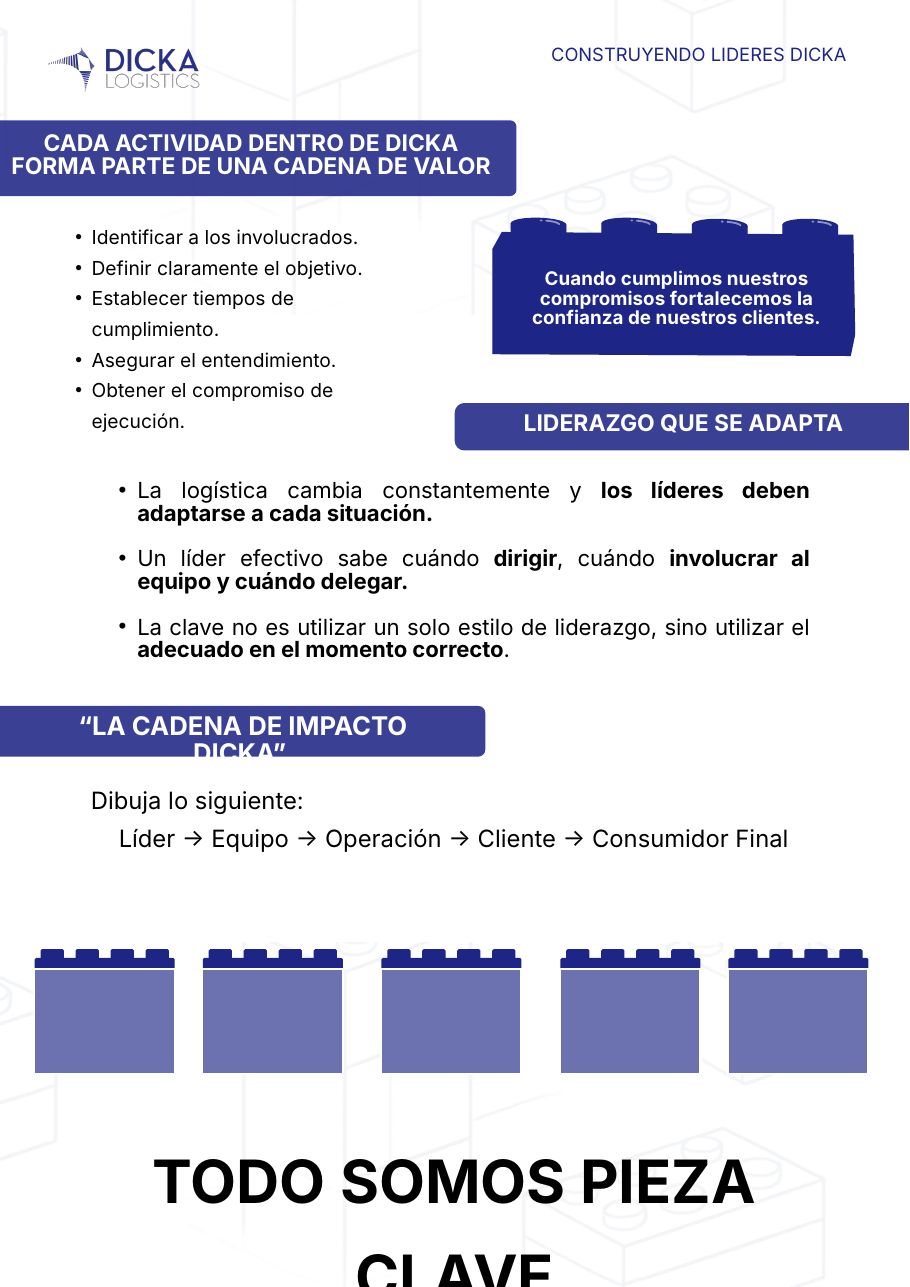 DICKA
LOGISTICS
CONSTRUYENDO LIDERES DICKA
CADA ACTIVIDAD DENTRO DE DICKA
FORMA PARTE DE UNA CADENA DE VALOR
• Identificar a los involucrados.
• Definir claramente el objetivo.
• Establecer tiempos de
cumplimiento.
• Asegurar el entendimiento.
• Obtener el compromiso de
ejecución.
Cuando cumplimos nuestros
compromisos fortalecemos la
confianza de nuestros clientes.
LIDERAZGO QUE SE ADAPTA
• La logística cambia constantemente y los líderes deben
adaptarse a cada situación.
• Un líder efectivo sabe cuándo dirigir, cuándo involucrar al
equipo y cuándo delegar.
• La clave no es utilizar un solo estilo de liderazgo, sino utilizar el
adecuado en el momento correcto.
“LA CADENA DE IMPACTO
DICKA”
Dibuja lo siguiente:
Líder → Equipo → Operación → Cliente → Consumidor Final
TODO SOMOS PIEZA
CLAVE